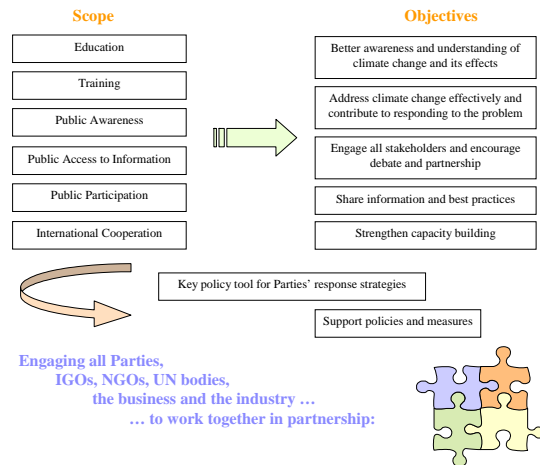 Scope
Education
Training
Public Awareness
Public Access to Information
Public Participation
International Cooperation
Objectives
Better awareness and understanding of
climate change and its effects
Address climate change effectively and
contribute to responding to the problem
Engage all stakeholders and encourage
debate and partnership
Share information and best practices
Strengthen capacity building
Key policy tool for Parties’ response strategies
Support policies and measures
Engaging all Parties,
IGOs, NGOs, UN bodies,
the business and the industry …
… to work together in partnership: